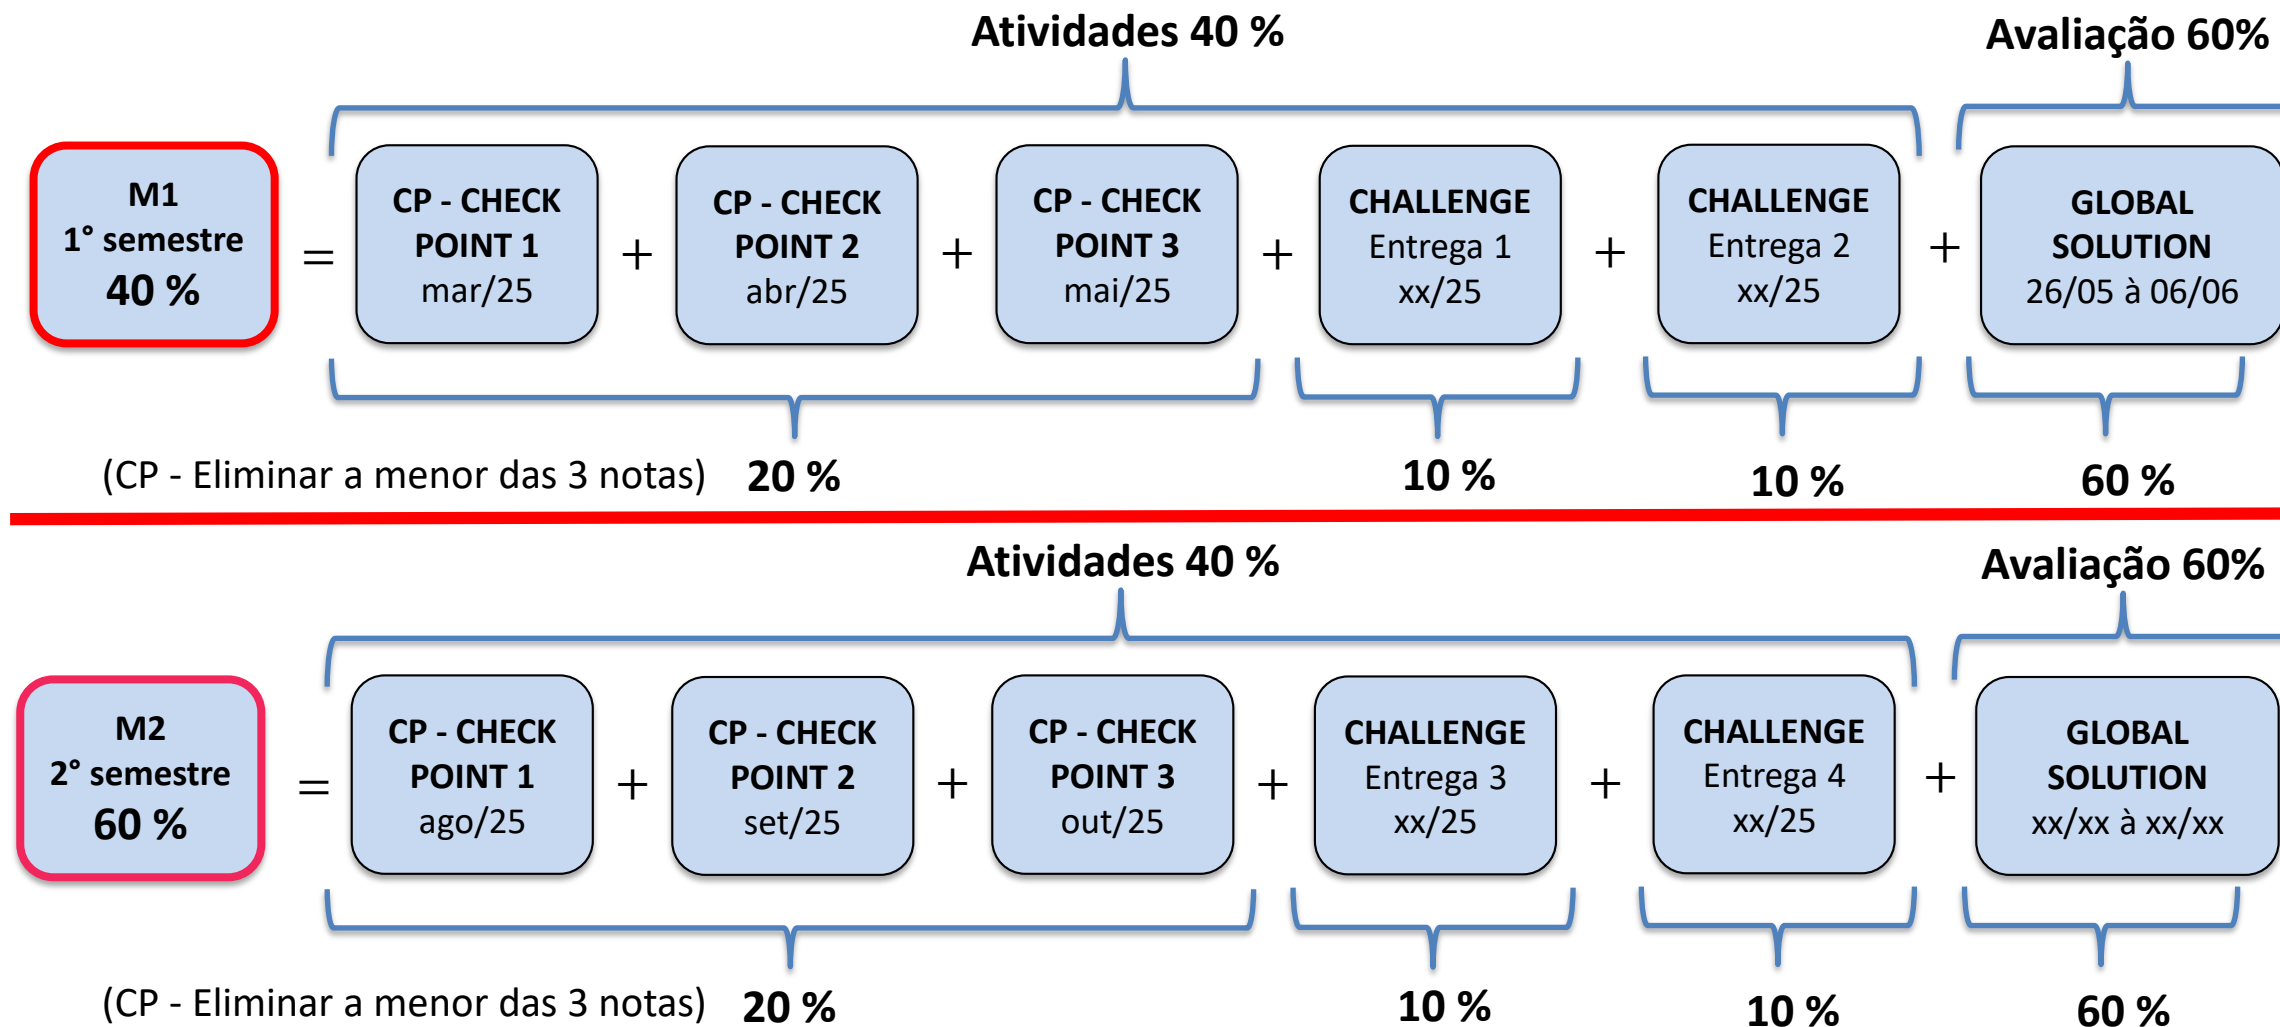 Atividades 40 %
Avaliação 60%
M1
1° semestre
40 %
=
CP - CHECK
POINT 1
mar/25
+
CP - CHECK
POINT 2
abr/25
+
CP - CHECK
POINT 3
mai/25
+
CHALLENGE
Entrega 1
xx/25
+
CHALLENGE
Entrega 2
xx/25
+
GLOBAL
SOLUTION
26/05 à 06/06
(CP - Eliminar a menor das 3 notas) 20 %
10 %
10 %
60 %
Atividades 40 %
Avaliação 60%
M2
2° semestre
60 %
=
CP - CHECK
POINT 1
ago/25
+
CP - CHECK
POINT 2
set/25
+
CP - CHECK
POINT 3
out/25
+
CHALLENGE
Entrega 3
xx/25
+
CHALLENGE
Entrega 4
xx/25
+
GLOBAL
SOLUTION
xx/xx à xx/xx
(CP - Eliminar a menor das 3 notas) 20 %
10 %
10 %
60 %